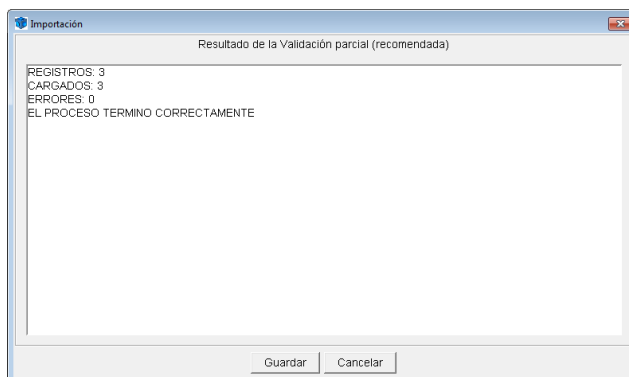 Importación
Resultado de la Validación parcial (recomendada)
REGISTROS: 3
CARGADOS: 3
ERRORES: 0
EL PROCESO TERMINO CORRECTAMENTE
Guardar Cancelar